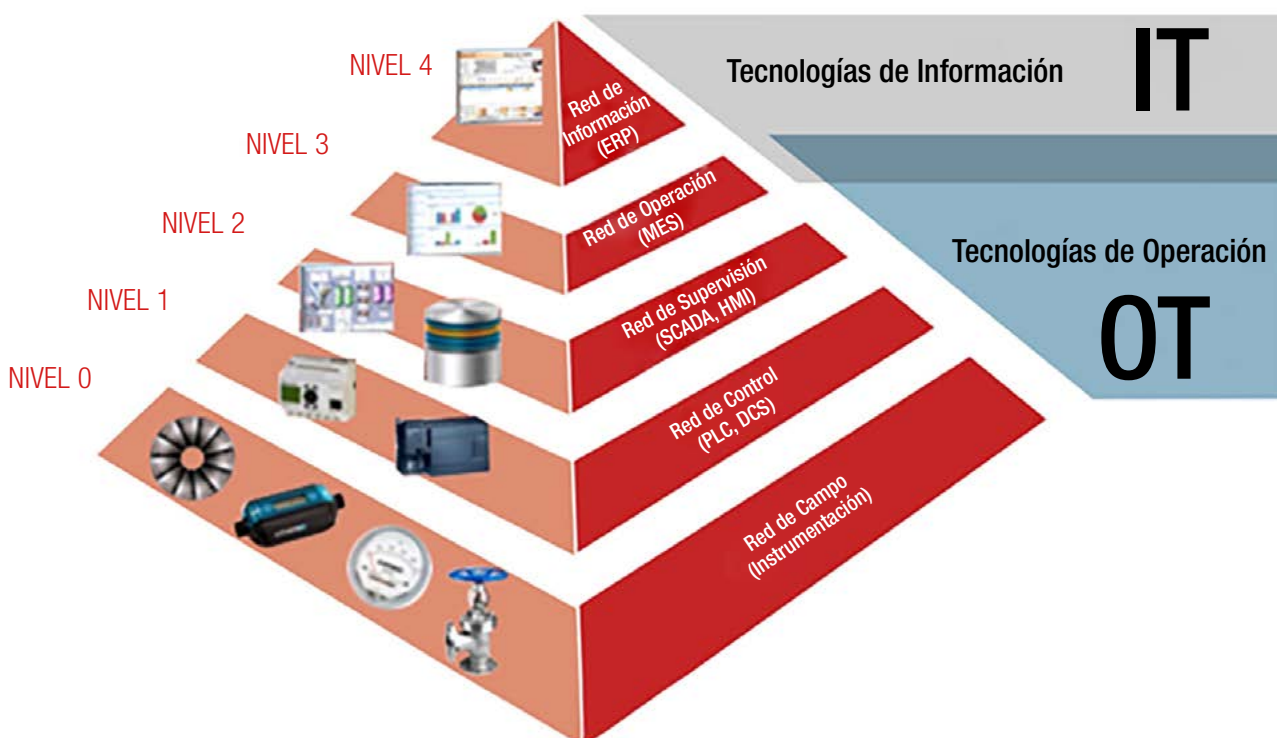 NIVEL 4
NIVEL 3
NIVEL 2
NIVEL 1
NIVEL 0
Red de
Información
(ERP)
Red de Operación
(MES)
Red de Supervisión
(SCADA, HMI)
Red de Control
(PLC, DCS)
Red de Campo
(Instrumentación)
Tecnologías de Información
IT
Tecnologías de Operación
OT